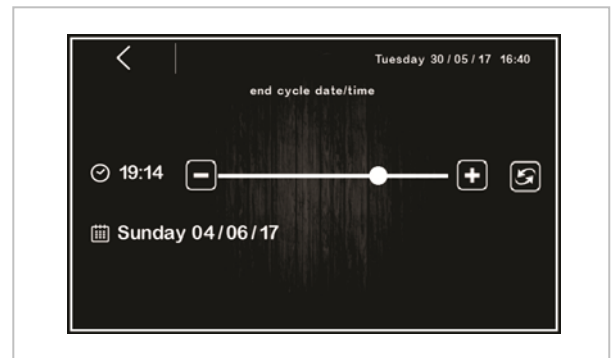 Tuesday 30 / 05 / 17 16:40
end cycle date/time
19:14
Sunday 04 / 06 / 17